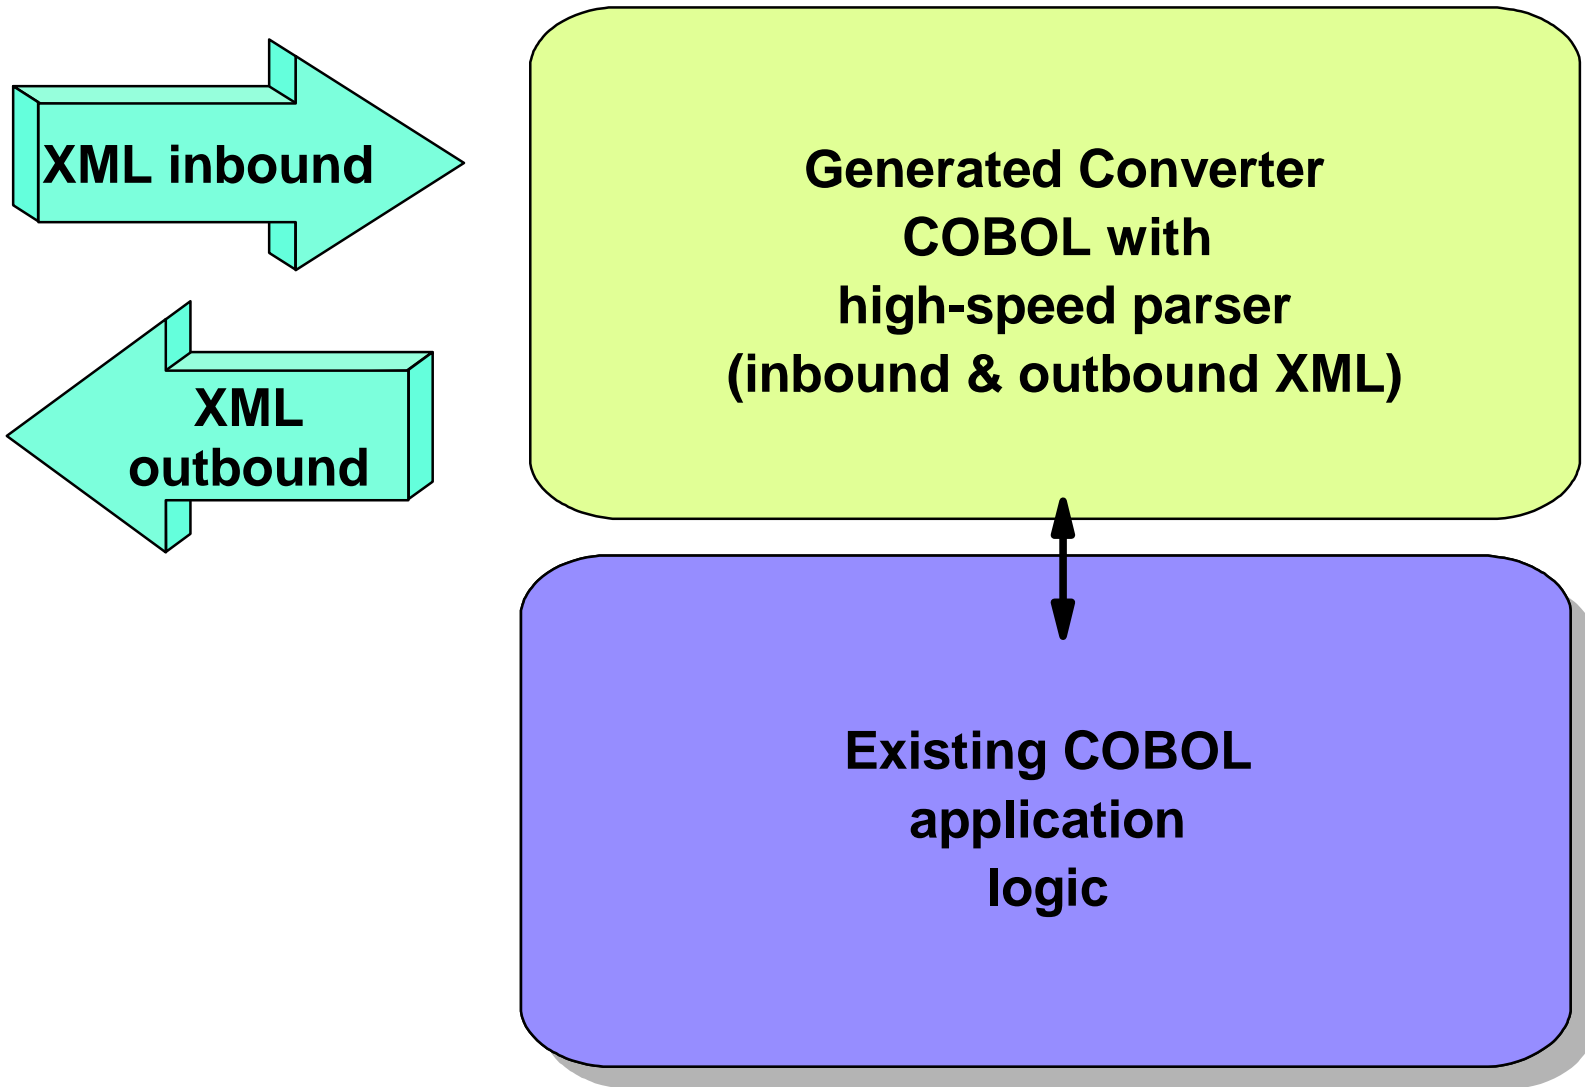 XML inbound
XML
outbound
Generated Converter
COBOL with
high-speed parser
(inbound & outbound XML)
Existing COBOL
application
logic